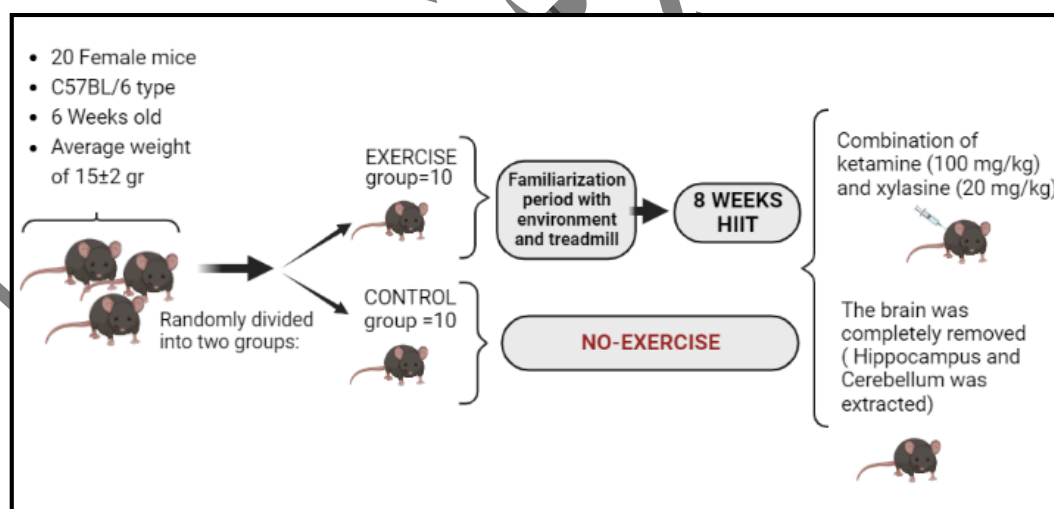 • 20 Female mice
• C57BL/6 type
• 6 Weeks old
• Average weight
of 15±2 gr
Randomly divided
into two groups:
EXERCISE
group=10
CONTROL
group =10
Familiarization
period with
environment
and treadmill
8 WEEKS
HIIT
NO-EXERCISE
Combination of
ketamine (100 mg/kg)
and xylasine (20 mg/kg)
The brain was
completely removed
( Hippocampus and
Cerebellum was
extracted)